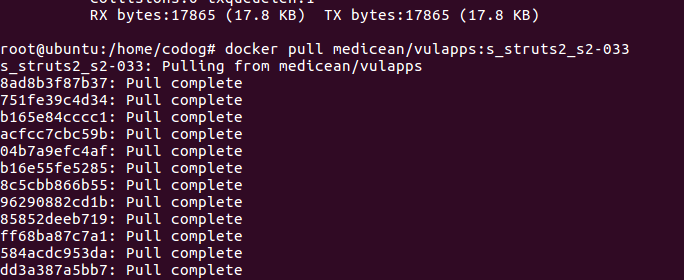 RX bytes:17865 (17.8 KB)  TX bytes:17865 (17.8 KB)
root@ubuntu:/home/codog# docker pull medicean/vulapps:s_struts2_s2-033
s_struts2_s2-033: Pulling from medicean/vulapps
8ad8b3f87b37: Pull complete
751fe39c4d34: Pull complete
b165e84cccc1: Pull complete
acfcc7cbc59b: Pull complete
04b7a9efc4af: Pull complete
b16e55fe5285: Pull complete
8c5cbb866b55: Pull complete
96290882cd1b: Pull complete
85852deeb719: Pull complete
ff68ba87c7a1: Pull complete
584acdc953da: Pull complete
dd3a387a5bb7: Pull complete